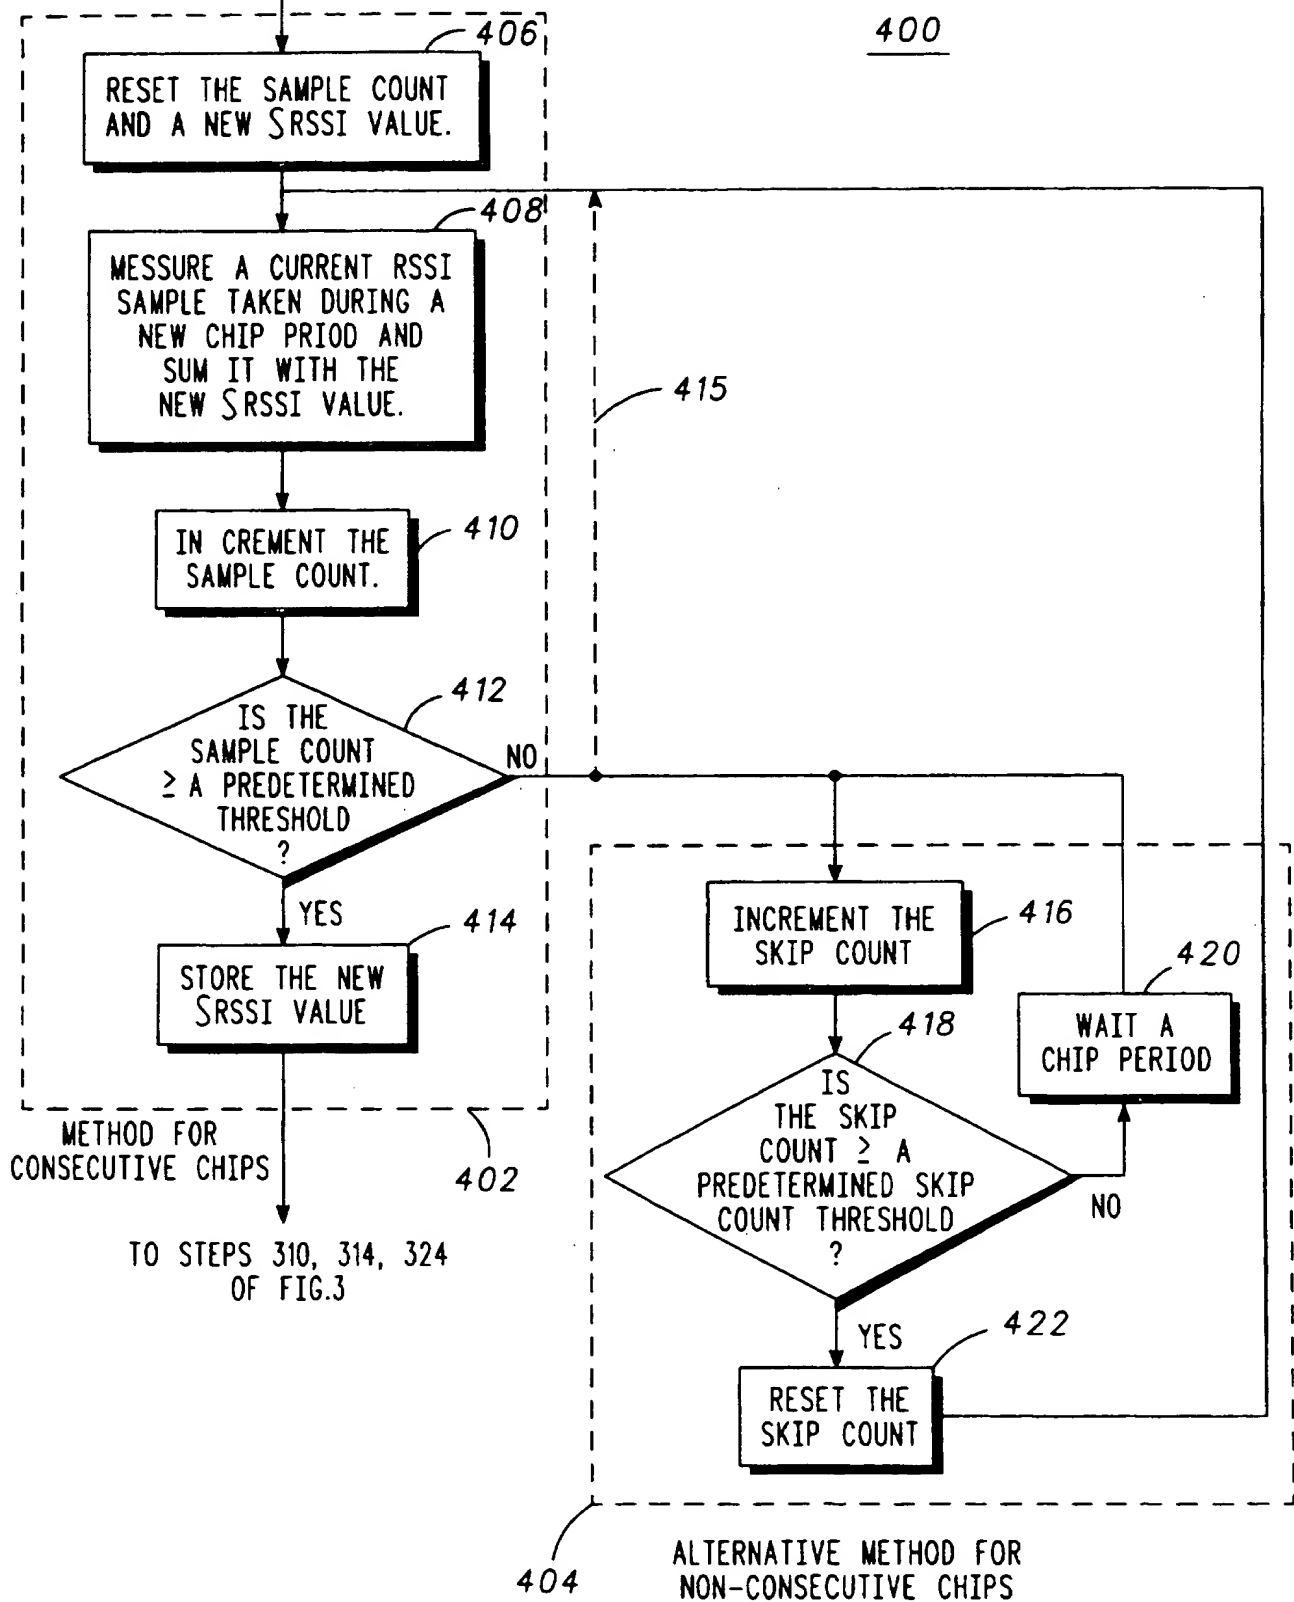 400
406
RESET THE SAMPLE COUNT
AND A NEW SRSSI VALUE.
408
MESSURE A CURRENT RSSI
SAMPLE TAKEN DURING A
NEW CHIP PRIOD AND
SUM IT WITH THE
NEW SRSSI VALUE.
415
410
IN CREMENT THE
SAMPLE COUNT.
412
IS THE
SAMPLE COUNT
≥ A PREDETERMINED
THRESHOLD
?
NO
YES
414
STORE THE NEW
SRSSI VALUE
METHOD FOR
CONSECUTIVE CHIPS
402
TO STEPS 310, 314, 324
OF FIG.3
416
INCREMENT THE
SKIP COUNT
418
IS
THE SKIP
COUNT ≥ A
PREDETERMINED SKIP
COUNT THRESHOLD
?
NO
420
WAIT A
CHIP PERIOD
YES
422
RESET THE
SKIP COUNT
404
ALTERNATIVE METHOD FOR
NON-CONSECUTIVE CHIPS